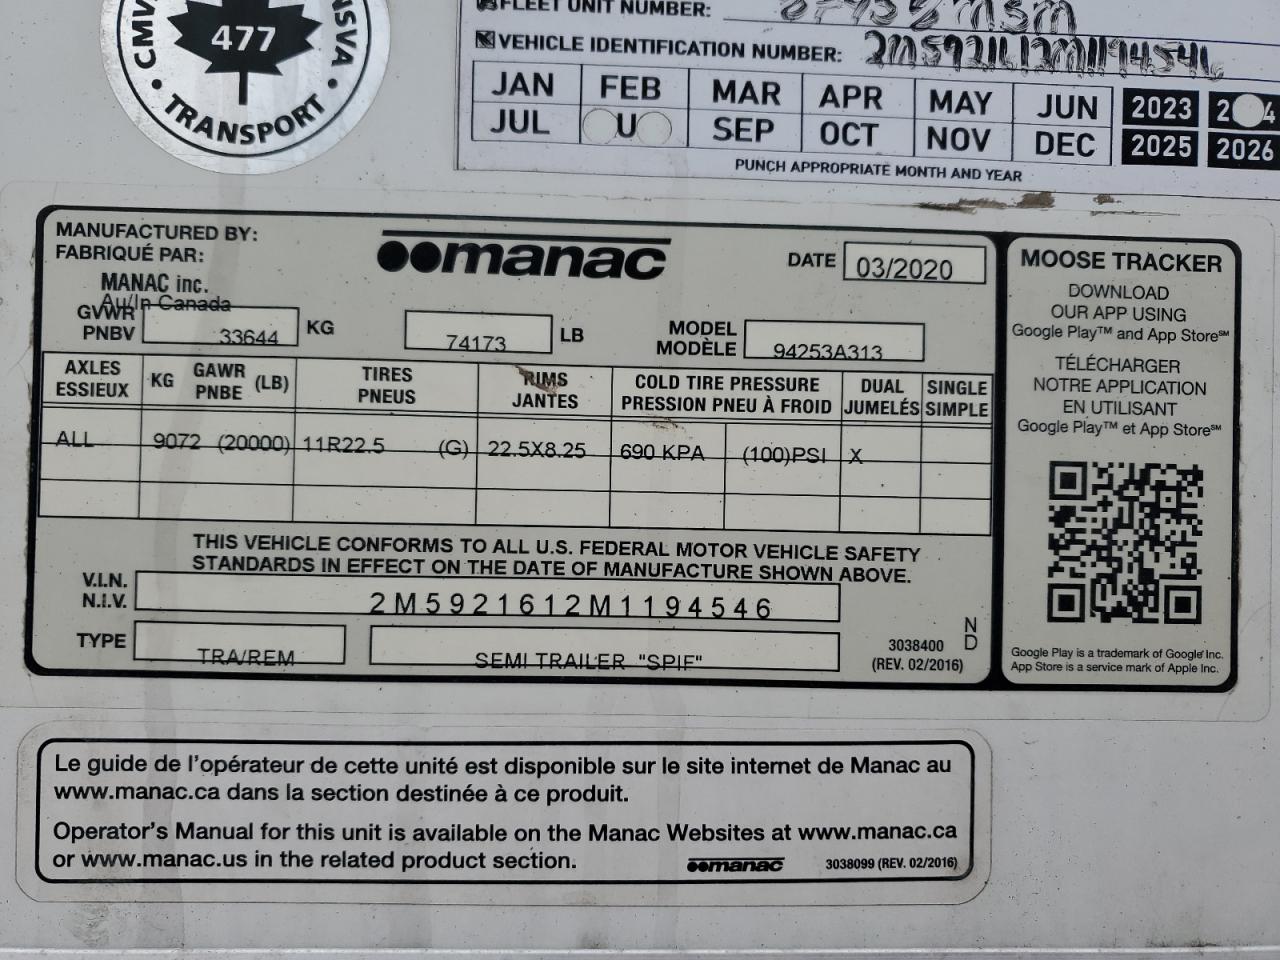 CMV NSVA
477
• TRANSPORT •
FLEET UNIT NUMBER:
VEHICLE IDENTIFICATION NUMBER: 2M5921612M1194546
JAN FEB MAR APR MAY JUN 2023
JUL SEP OCT NOV DEC 2025 2026
PUNCH APPROPRIATE MONTH AND YEAR
MANUFACTURED BY:
FABRIQUÉ PAR:
manac
DATE 03/2020
MANAC inc.
Au/In Canada
GVWR
PNBV 33644 KG 74173 LB
MODEL
MODÈLE 94253A313
AXLES
ESSIEUX
KG GAWR
PNBE (LB)
TIRES
PNEUS
RIMS
JANTES
COLD TIRE PRESSURE
PRESSION PNEU À FROID
DUAL
JUMELÉS
SINGLE
SIMPLE
ALL 9072 (20000) 11R22.5 (G) 22.5X8.25 690 KPA (100)PSI X
THIS VEHICLE CONFORMS TO ALL U.S. FEDERAL MOTOR VEHICLE SAFETY
STANDARDS IN EFFECT ON THE DATE OF MANUFACTURE SHOWN ABOVE.
V.I.N.
N.I.V. 2M5921612M1194546
TYPE TRA/REM SEMI TRAILER "SPIF"
3038400
(REV. 02/2016)
N
D
MOOSE TRACKER
DOWNLOAD
OUR APP USING
Google Play™ and App Store℠
TÉLÉCHARGER
NOTRE APPLICATION
EN UTILISANT
Google Play™ et App Store℠
Google Play is a trademark of Google Inc.
App Store is a service mark of Apple Inc.
Le guide de l'opérateur de cette unité est disponible sur le site internet de Manac au
www.manac.ca dans la section destinée à ce produit.
Operator's Manual for this unit is available on the Manac Websites at www.manac.ca
or www.manac.us in the related product section.
manac 3038099 (REV. 02/2016)